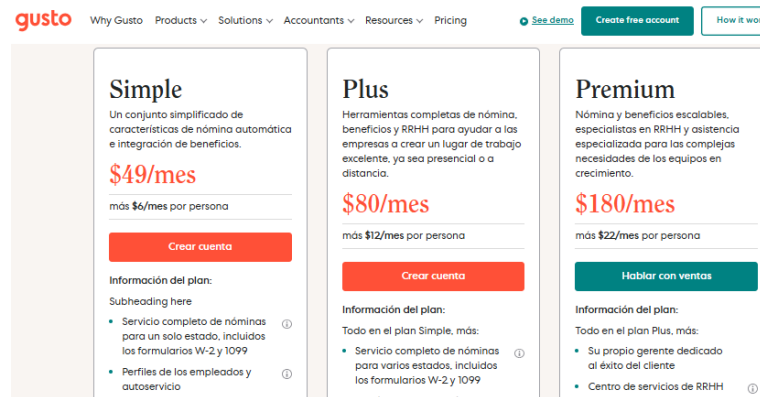 gusto
Why Gusto
Products
Solutions
Accountants
Resources
Pricing
See demo
Create free account
How it
Simple
Un conjunto simplificado de
características de nómina automática
e integración de beneficios.
$49/mes
más $6/mes por persona
Crear cuenta
Información del plan:
Subheading here
Servicio completo de nóminas
para un solo estado, incluidos
los formularios W-2 y 1099
Perfiles de los empleados y
autoservicio
Plus
Herramientas completas de nómina,
beneficios y RRHH para ayudar a las
empresas a crear un lugar de trabajo
excelente, ya sea presencial o a
distancia.
$80/mes
más $12/mes por persona
Crear cuenta
Información del plan:
Todo en el plan Simple, más:
Servicio completo de nóminas
para varios estados, incluidos
los formularios W-2 y 1099
Premium
Nómina y beneficios escalables,
especialistas en RRHH y asistencia
especializada para las complejas
necesidades de los equipos en
crecimiento.
$180/mes
más $22/mes por persona
Hablar con ventas
Información del plan:
Todo en el plan Plus, más:
Su propio gerente dedicado
al éxito del cliente
Centro de servicios de RRHH